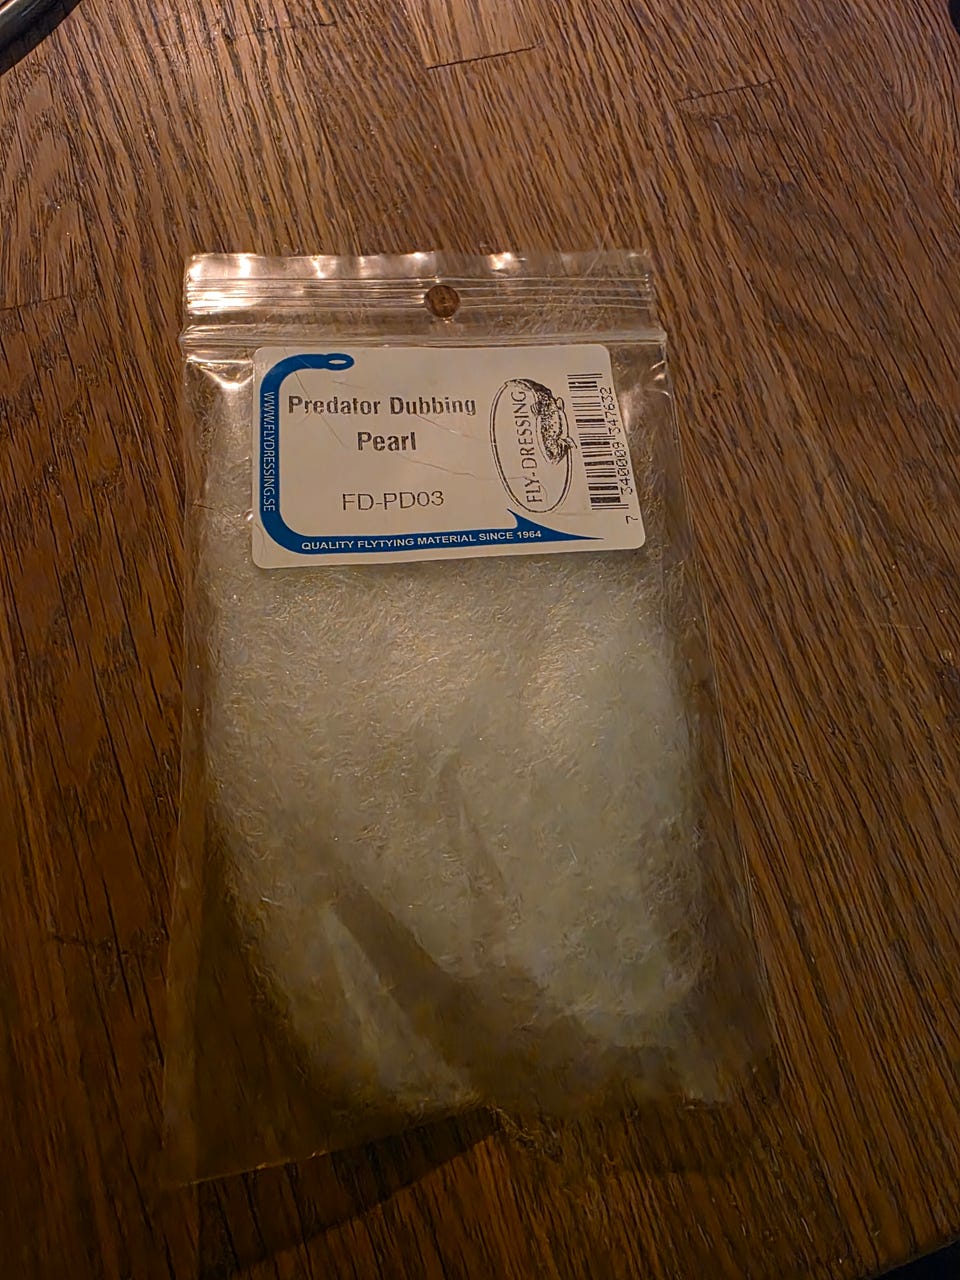 Predator Dubbing
Pearl
FD-PD03
WWW.FLYDRESSING.SE
QUALITY FLYTYING MATERIAL SINCE 1964
FLY-DRESSING
7 340009 547632